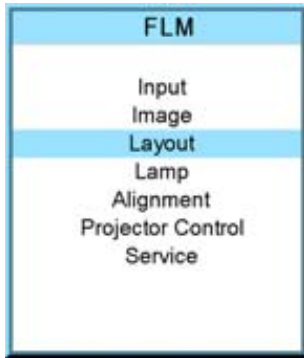 FLM
Input
Image
Layout
Lamp
Alignment
Projector Control
Service